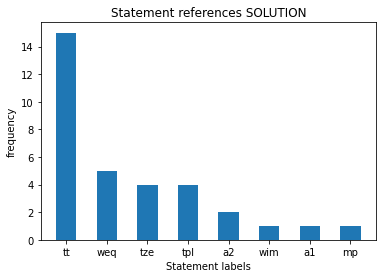 Statement references SOLUTION
14
12
10
8
6
4
2
0
frequency
tt weq tze tpl a2 wim a1 mp
Statement labels